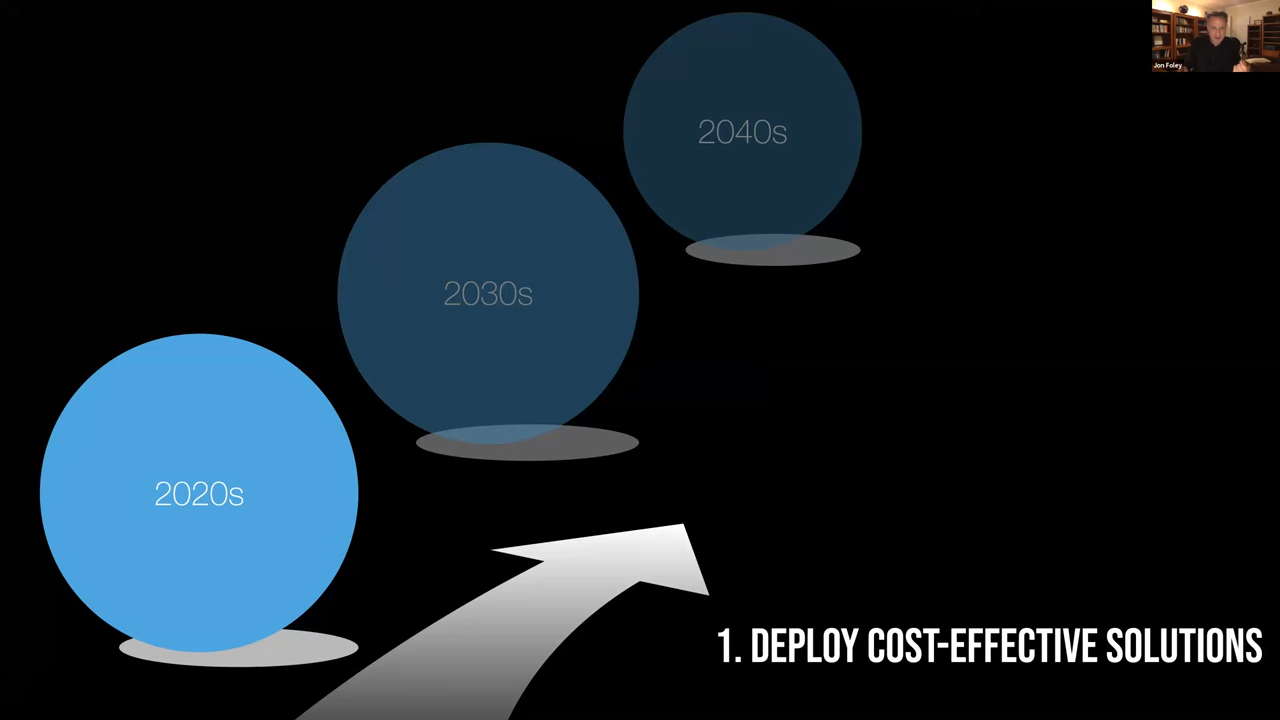 2040s
2030s
2020s
1. DEPLOY COST-EFFECTIVE SOLUTIONS
Jon Foley